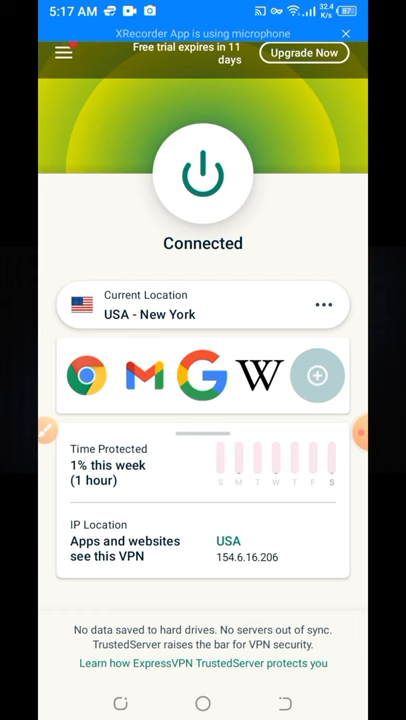 5:17 AM
32.4
K/s
87
XRecorder App is using microphone
Free trial expires in 11
days
Upgrade Now
Connected
Current Location
USA - New York
W
Time Protected
1% this week
(1 hour)
S M T W T F S
IP Location
Apps and websites
see this VPN
USA
154.6.16.206
No data saved to hard drives. No servers out of sync.
TrustedServer raises the bar for VPN security.
Learn how ExpressVPN TrustedServer protects you